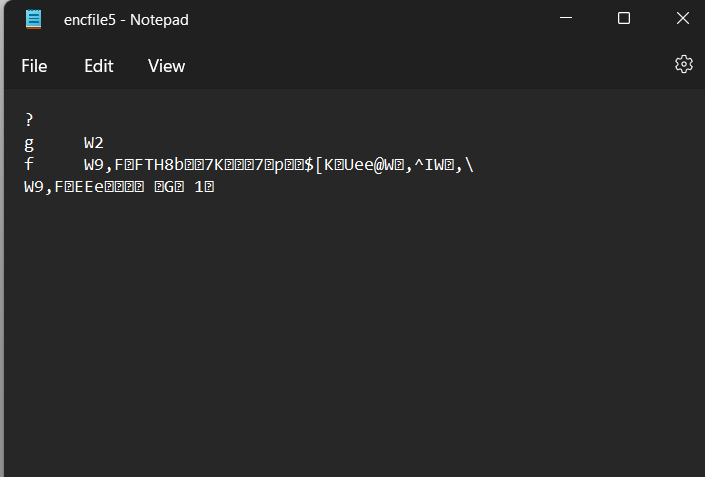 encfile5 - Notepad
File Edit View
?
g W2
f W9,F�FTH8b��7K���7�p��$[K�Uee@W�,^IW�,\
W9,F�EEe���� �G� 1�